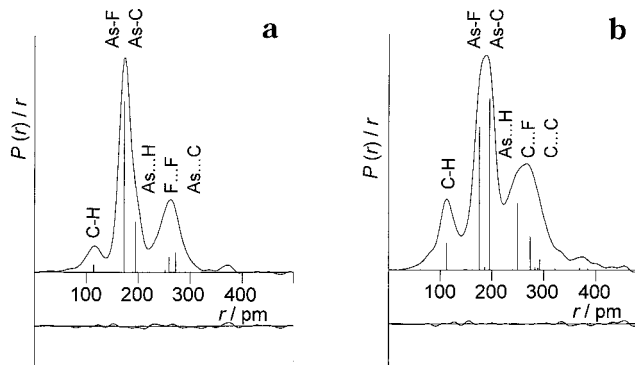 a
As-F
As-C
P (r) / r
C-H
As...H
F...F
As...C
100 200 300 400
r / pm
b
As-F
As-C
P (r) / r
C-H
As...H
C...F
C...C
100 200 300 400
r / pm